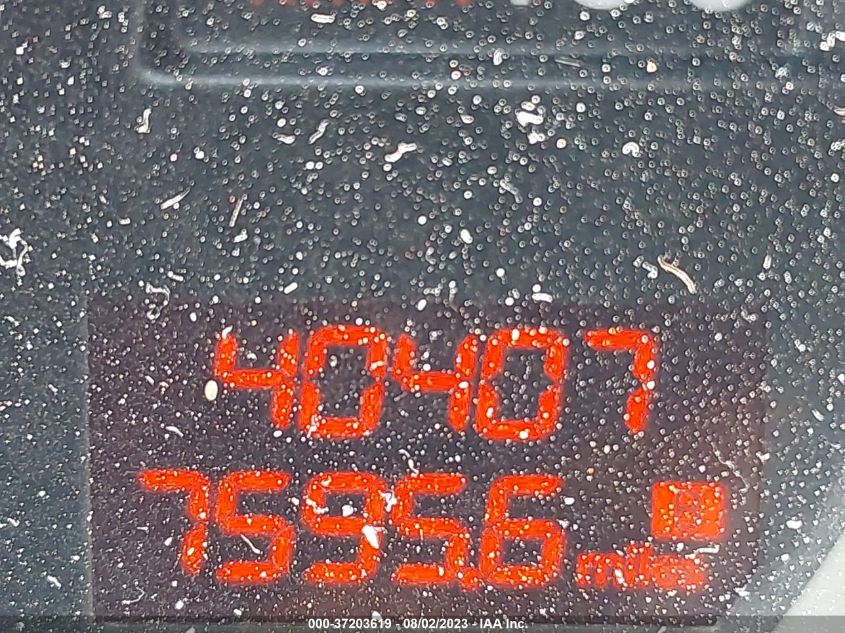 40407
7595.6 B
miles
000-37203619 - 08/02/2023 - IAA Inc.